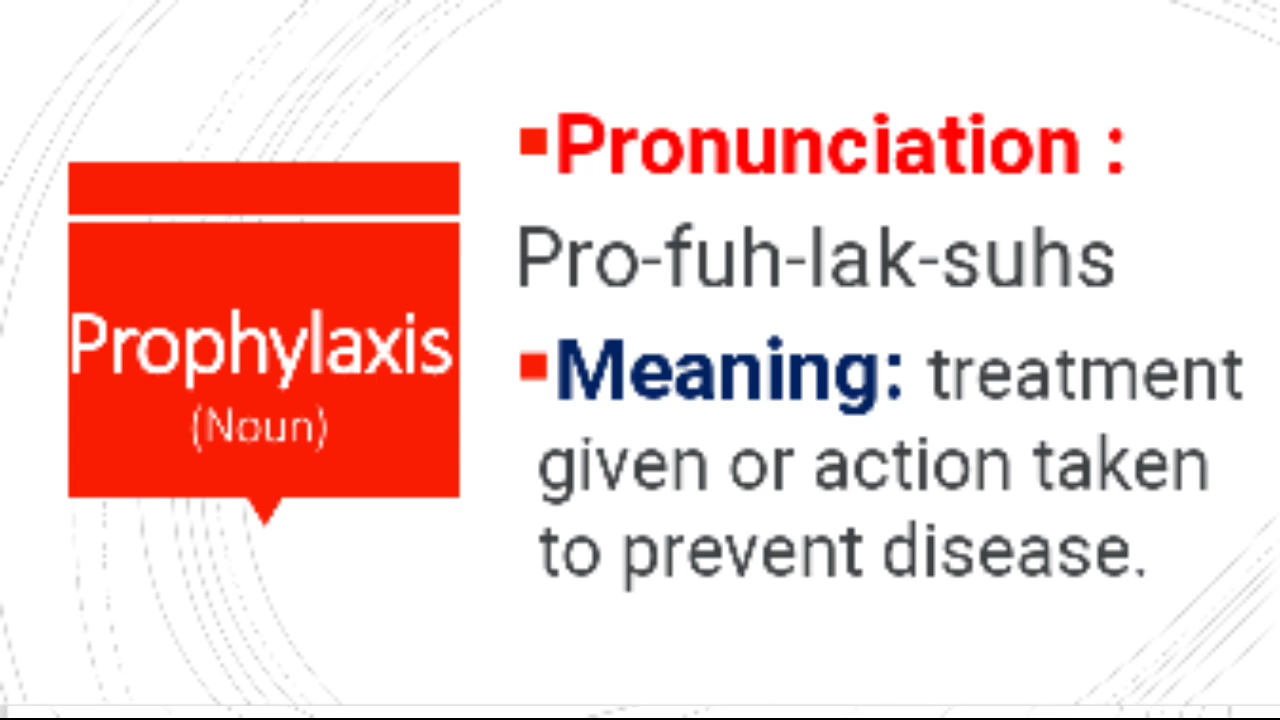 Prophylaxis
(Noun)
▪Pronunciation :
Pro-fuh-lak-suhs
▪Meaning: treatment
given or action taken
to prevent disease.